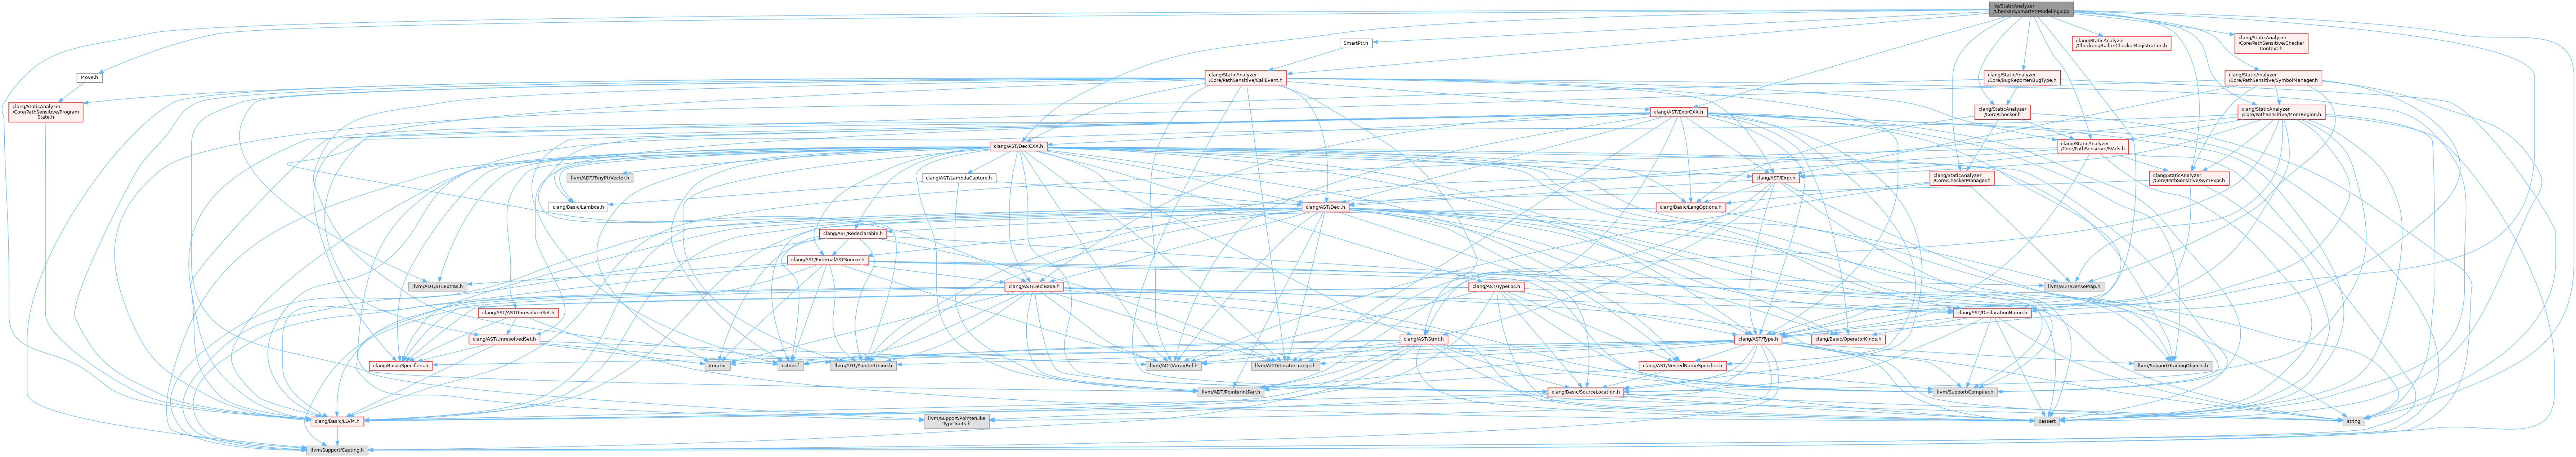 lib/StaticAnalyzer
/Checkers/SmartPtrModeling.cpp
SmartPtr.h
clang/StaticAnalyzer
/Checkers/BuiltinCheckerRegistration.h
clang/StaticAnalyzer
/Core/PathSensitive/Checker
Context.h
Move.h
clang/StaticAnalyzer
/Core/PathSensitive/CallEvent.h
clang/StaticAnalyzer
/Core/BugReporter/BugType.h
clang/StaticAnalyzer
/Core/PathSensitive/SymbolManager.h
clang/StaticAnalyzer
/Core/PathSensitive/Program
State.h
clang/AST/ExprCXX.h
clang/StaticAnalyzer
/Core/Checker.h
clang/StaticAnalyzer
/Core/PathSensitive/MemRegion.h
clang/AST/DeclCXX.h
clang/StaticAnalyzer
/Core/PathSensitive/SVals.h
llvm/ADT/TinyPtrVector.h
clang/AST/LambdaCapture.h
clang/AST/Expr.h
clang/StaticAnalyzer
/Core/CheckerManager.h
clang/StaticAnalyzer
/Core/PathSensitive/SymExpr.h
clang/Basic/Lambda.h
clang/AST/Decl.h
clang/Basic/LangOptions.h
clang/AST/Redeclarable.h
clang/AST/ExternalASTSource.h
llvm/ADT/STLExtras.h
clang/AST/DeclBase.h
clang/AST/TypeLoc.h
llvm/ADT/DenseMap.h
clang/AST/ASTUnresolvedSet.h
clang/AST/DeclarationName.h
clang/AST/UnresolvedSet.h
clang/AST/Stmt.h
clang/AST/Type.h
clang/Basic/OperatorKinds.h
clang/Basic/Specifiers.h
iterator
cstddef
llvm/ADT/PointerUnion.h
llvm/ADT/ArrayRef.h
llvm/ADT/iterator_range.h
clang/AST/NestedNameSpecifier.h
llvm/Support/TrailingObjects.h
llvm/ADT/PointerIntPair.h
clang/Basic/SourceLocation.h
llvm/Support/Compiler.h
clang/Basic/LLVM.h
llvm/Support/PointerLike
TypeTraits.h
cassert
string
llvm/Support/Casting.h